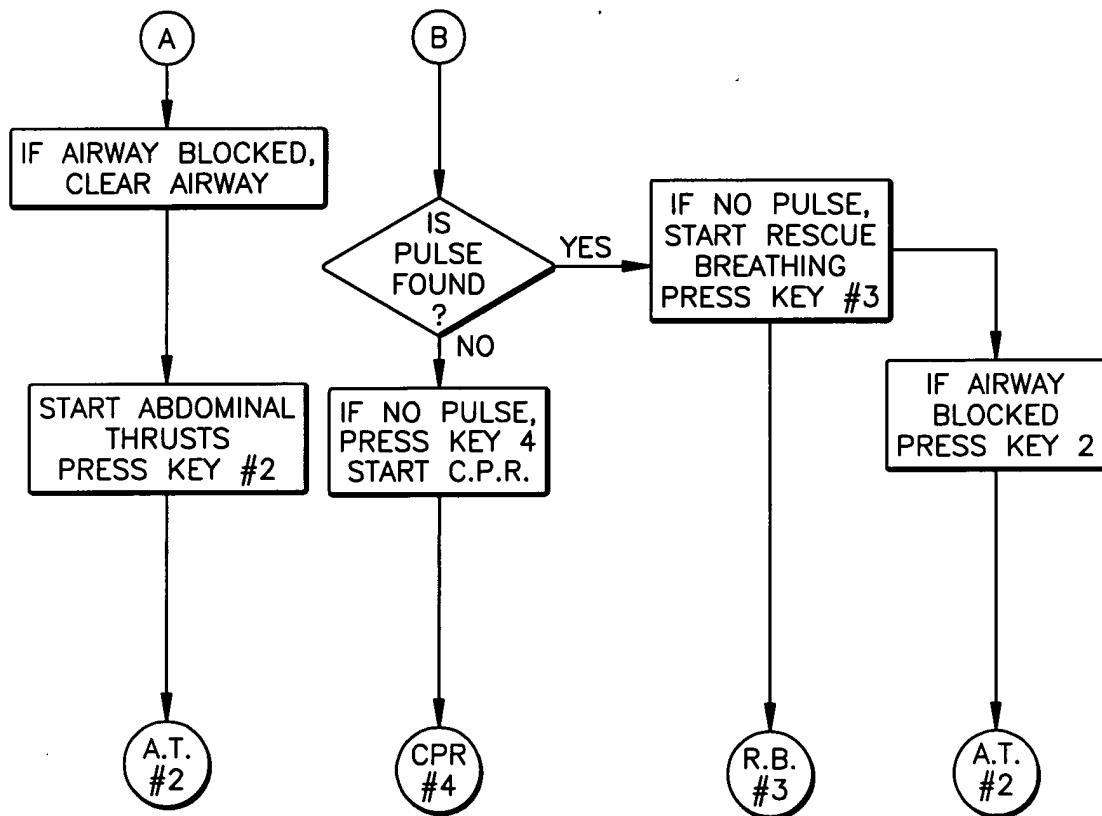 A
IF AIRWAY BLOCKED,
CLEAR AIRWAY
START ABDOMINAL
THRUSTS
PRESS KEY #2
A.T.
#2
B
IS
PULSE
FOUND
?
YES
NO
IF NO PULSE,
PRESS KEY 4
START C.P.R.
CPR
#4
IF NO PULSE,
START RESCUE
BREATHING
PRESS KEY #3
R.B.
#3
IF AIRWAY
BLOCKED
PRESS KEY 2
A.T.
#2